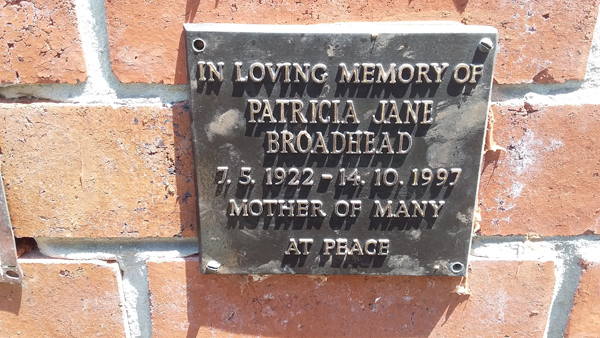 IN LOVING MEMORY OF
PATRICIA JANE
BROADHEAD
7. 5. 1922 - 14. 10. 1997
MOTHER OF MANY
AT PEACE